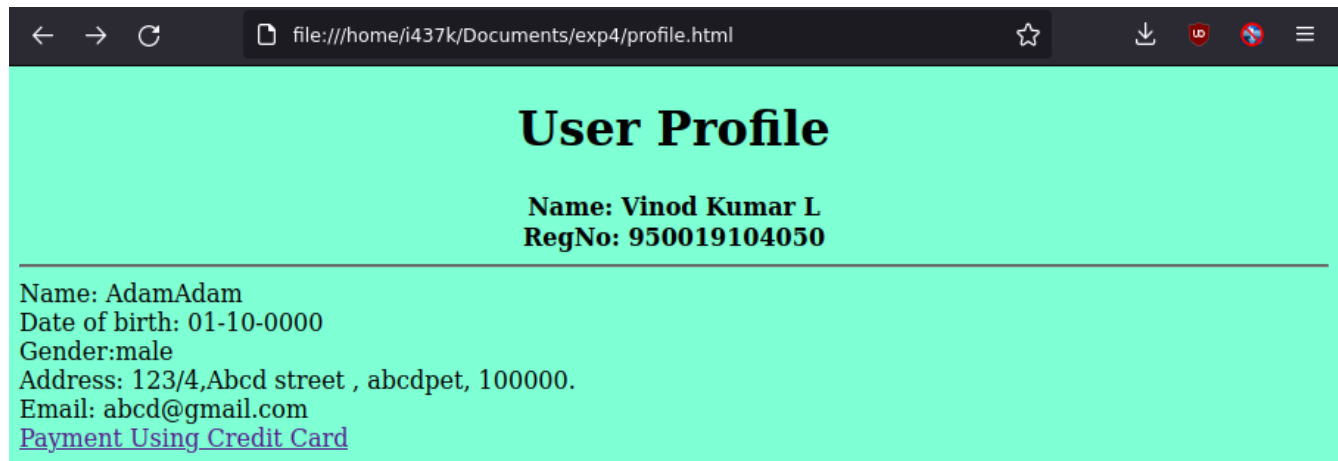 file:///home/i437k/Documents/exp4/profile.html
User Profile
Name: Vinod Kumar L
RegNo: 950019104050
Name: AdamAdam
Date of birth: 01-10-0000
Gender:male
Address: 123/4,Abcd street , abcdpet, 100000.
Email: abcd@gmail.com
Payment Using Credit Card